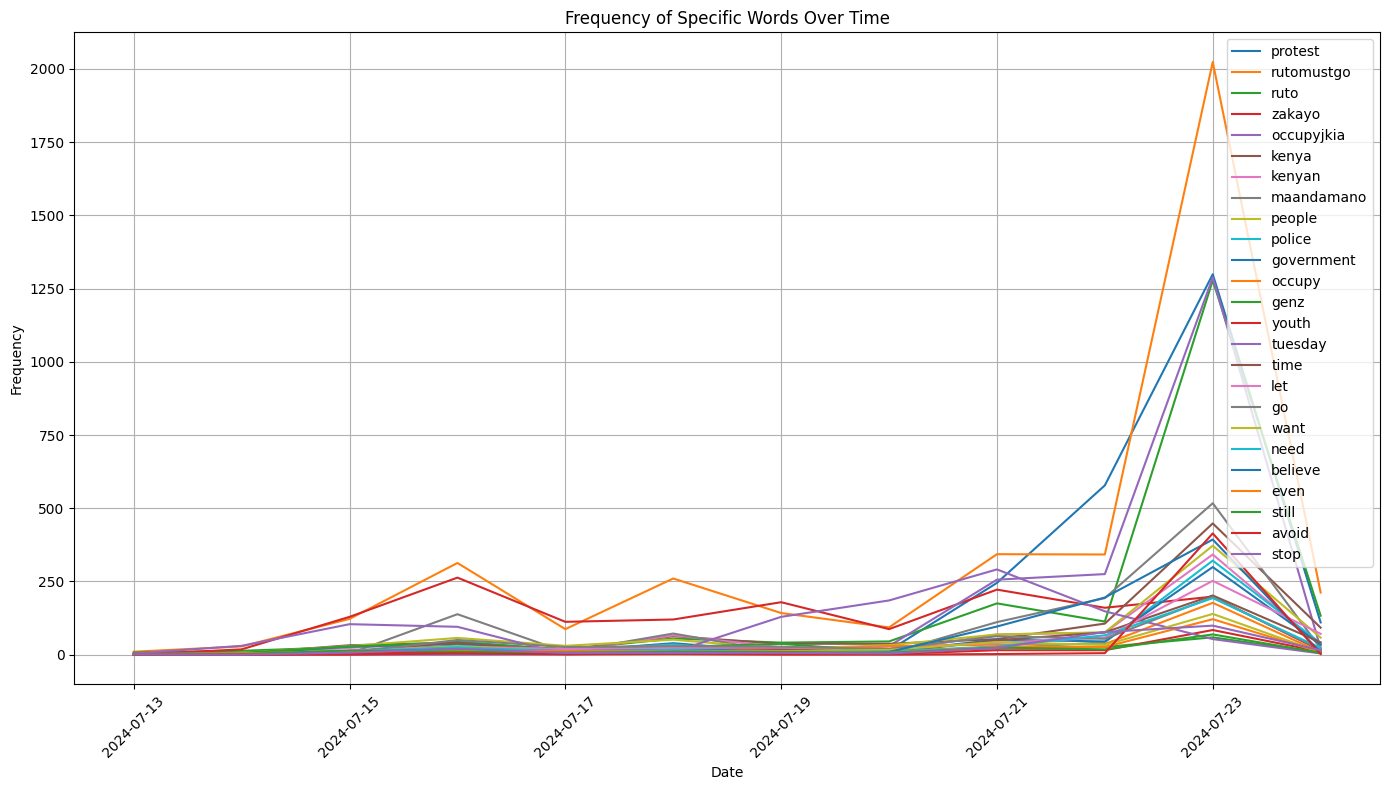 Frequency of Specific Words Over Time
2000
1750
1500
1250
1000
750
500
250
0
Frequency
protest
rutomustgo
ruto
zakayo
occupyjkia
kenya
kenyan
maandamano
people
police
government
occupy
genz
youth
tuesday
time
let
go
want
need
believe
even
still
avoid
stop
2024-07-13
2024-07-15
2024-07-17
2024-07-19
2024-07-21
2024-07-23
Date